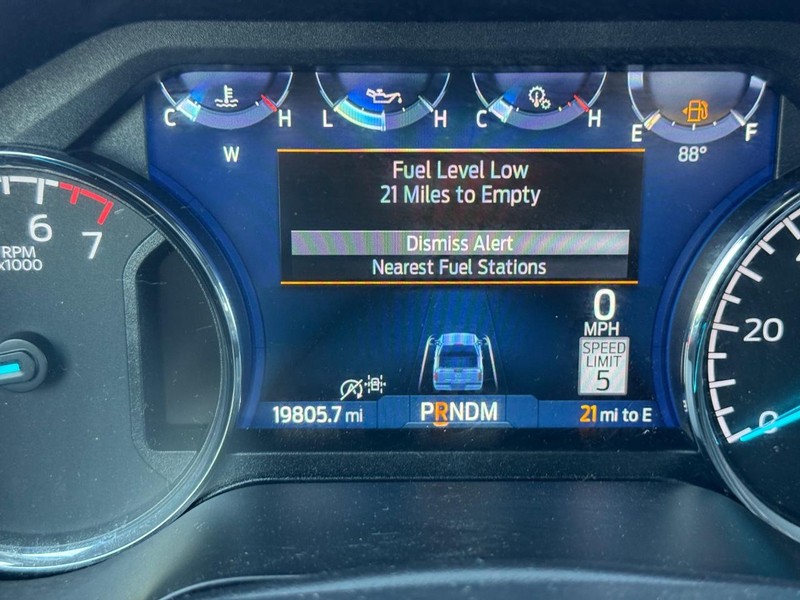 C H
L H
C H
E F
W
88°
Fuel Level Low
21 Miles to Empty
Dismiss Alert
Nearest Fuel Stations
6
7
RPM
x1000
0
MPH
SPEED
LIMIT
5
20
0
19805.7 mi
PRNDM
21 mi to E